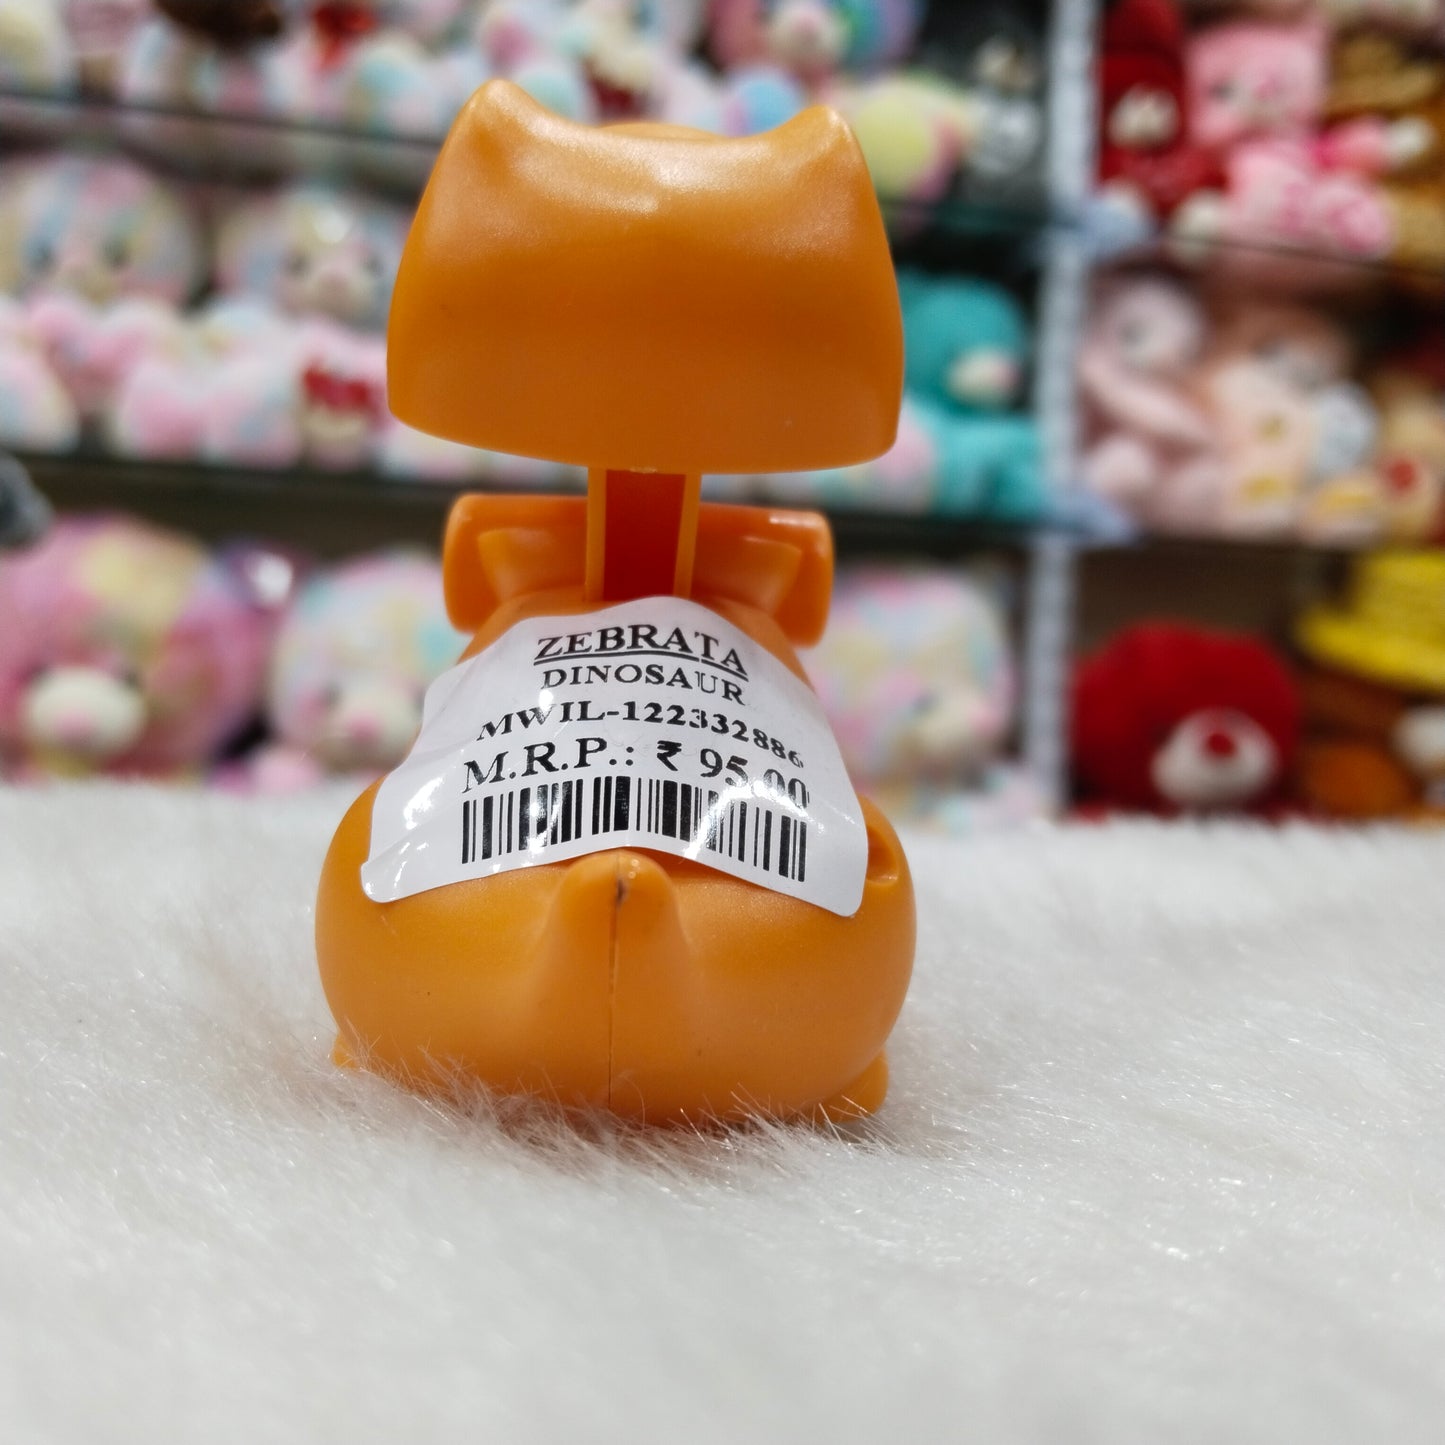 ZEBRATA
DINOSAUR
MWIL-122332886
M.R.P.: ₹ 95.00